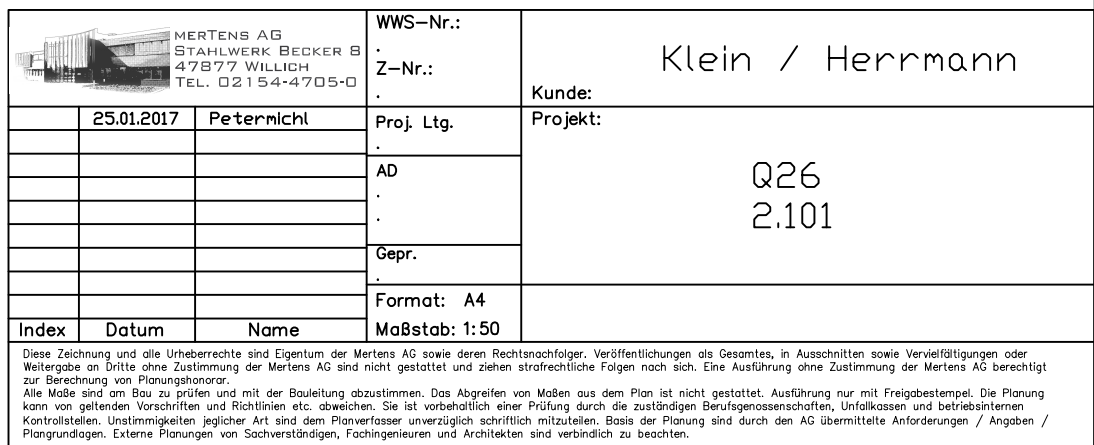 merTens AG
Stahlwerk Becker 8
47877 Willich
Tel. 02154-4705-0
WWS-Nr.:
.
Z-Nr.:
.
Klein / Herrmann
Kunde:
25.01.2017 Petermichl
Proj. Ltg.
.
AD
.
.
Gepr.
.
Format: A4
Maßstab: 1:50
Index Datum Name
Projekt:
Q26
2.101
Diese Zeichnung und alle Urheberrechte sind Eigentum der Mertens AG sowie deren Rechtsnachfolger. Veröffentlichungen als Gesamtes, in Ausschnitten sowie Vervielfältigungen oder
Weitergabe an Dritte ohne Zustimmung der Mertens AG sind nicht gestattet und ziehen strafrechtliche Folgen nach sich. Eine Ausführung ohne Zustimmung der Mertens AG berechtigt
zur Berechnung von Planungshonorar.
Alle Maße sind am Bau zu prüfen und mit der Bauleitung abzustimmen. Das Abgreifen von Maßen aus dem Plan ist nicht gestattet. Ausführung nur mit Freigabestempel. Die Planung
kann von geltenden Vorschriften und Richtlinien etc. abweichen. Sie ist vorbehaltlich einer Prüfung durch die zuständigen Berufsgenossenschaften, Unfallkassen und betriebsinternen
Kontrollstellen. Unstimmigkeiten jeglicher Art sind dem Planverfasser unverzüglich schriftlich mitzuteilen. Basis der Planung sind durch den AG übermittelte Anforderungen / Angaben /
Plangrundlagen. Externe Planungen von Sachverständigen, Fachingenieuren und Architekten sind verbindlich zu beachten.